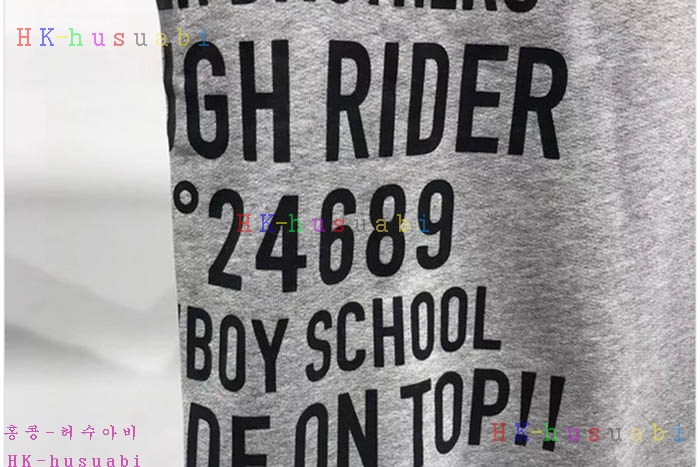 HK-husuabi
UGH RIDER
°24689
HK-husuabi
BOY SCHOOL
DE ON TOP!!
HK-husuabi
홍콩-허수아비
HK-husuabi